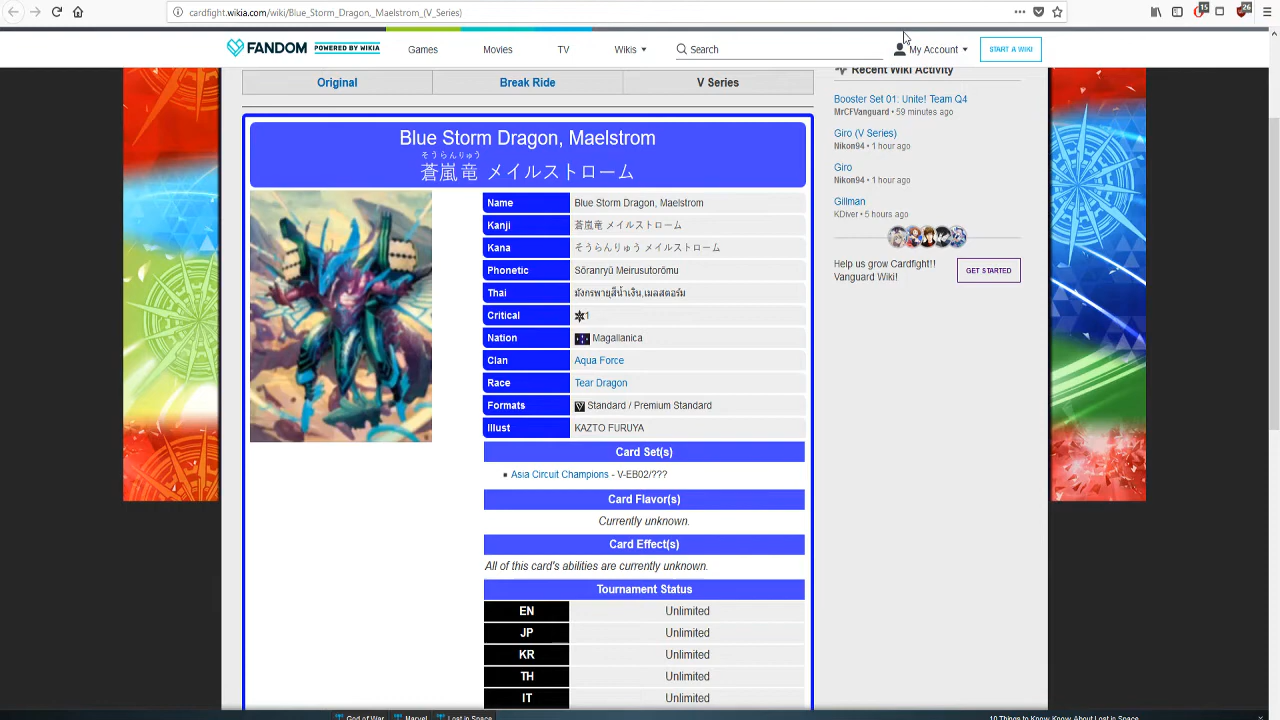 cardfight.wikia.com/wiki/Blue_Storm_Dragon,_Maelstrom_(V_Series)
15
26
FANDOM POWERED BY WIKIA
Games
Movies
TV
Wikis
Search
My Account
START A WIKI
Original
Break Ride
V Series
Blue Storm Dragon, Maelstrom
そうらんりゅう
蒼嵐竜 メイルストローム
Name Blue Storm Dragon, Maelstrom
Kanji 蒼嵐竜 メイルストローム
Kana そうらんりゅう メイルストローム
Phonetic Sōranryū Meirusutorōmu
Thai มังกรพายุสีน้ำเงิน,เมลสตอร์ม
Critical 1
Nation Magallanica
Clan Aqua Force
Race Tear Dragon
Formats V Standard / Premium Standard
Illust KAZTO FURUYA
Card Set(s)
Asia Circuit Champions - V-EB02/???
Card Flavor(s)
Currently unknown.
Card Effect(s)
All of this card's abilities are currently unknown.
Tournament Status
EN Unlimited
JP Unlimited
KR Unlimited
TH Unlimited
IT Unlimited
Recent Wiki Activity
Booster Set 01: Unite! Team Q4
MrCFVanguard • 59 minutes ago
Giro (V Series)
Nikon94 • 1 hour ago
Giro
Nikon94 • 1 hour ago
Gillman
KDiver • 5 hours ago
Help us grow Cardfight!!
Vanguard Wiki!
GET STARTED
God of War
Marvel
Lost in Space
10 Things to Know About Lost in Space